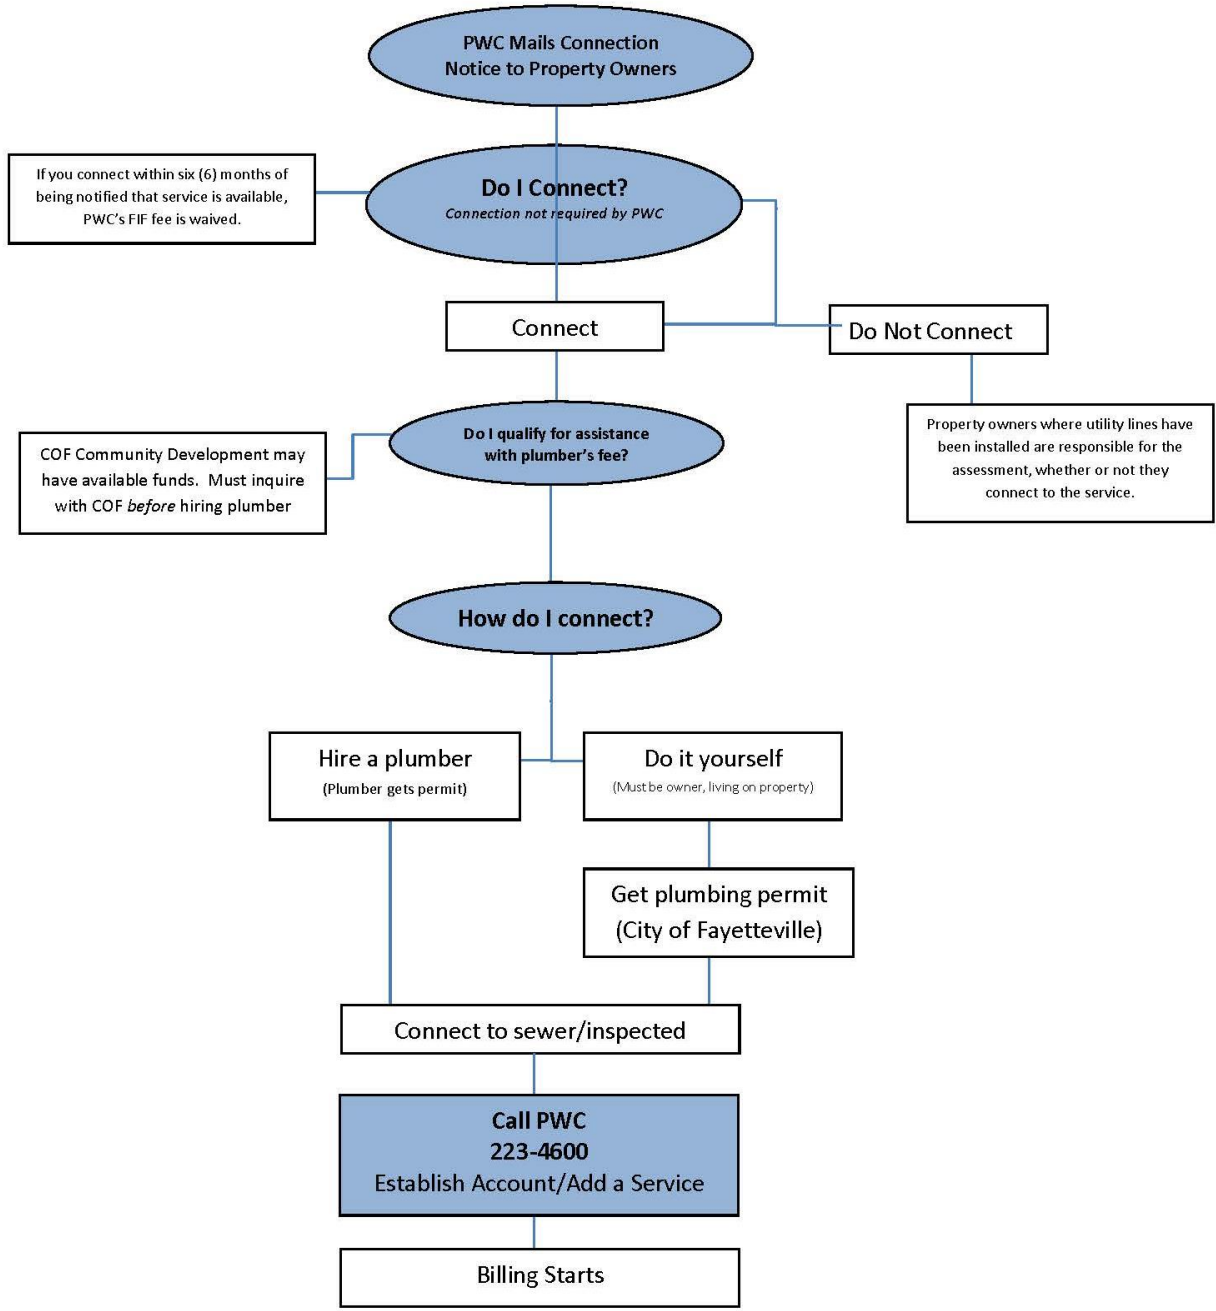 PWC Mails Connection
Notice to Property Owners
If you connect within six (6) months of
being notified that service is available,
PWC's FIF fee is waived.
Do I Connect?
Connection not required by PWC
Connect
Do Not Connect
Do I qualify for assistance
with plumber's fee?
COF Community Development may
have available funds.  Must inquire
with COF before hiring plumber
Property owners where utility lines have
been installed are responsible for the
assessment, whether or not they
connect to the service.
How do I connect?
Hire a plumber
(Plumber gets permit)
Do it yourself
(Must be owner, living on property)
Get plumbing permit
(City of Fayetteville)
Connect to sewer/inspected
Call PWC
223-4600
Establish Account/Add a Service
Billing Starts